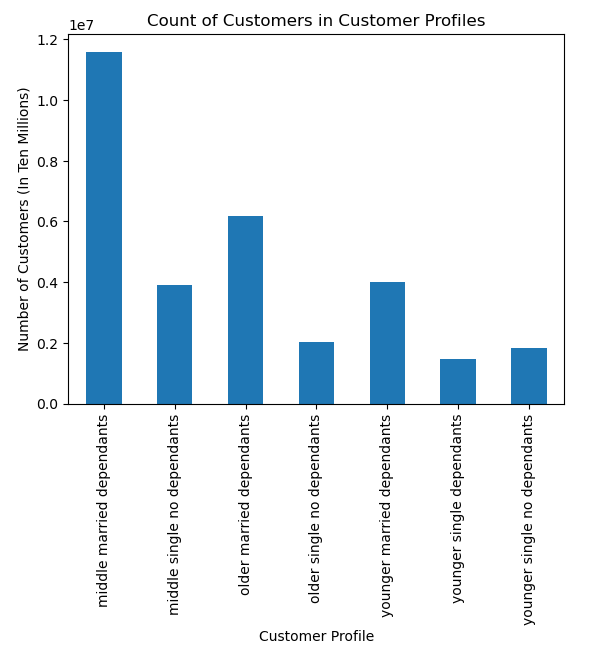 Count of Customers in Customer Profiles
1e7
1.2
1.0
0.8
0.6
0.4
0.2
0.0
Number of Customers (In Ten Millions)
middle married dependants
middle single no dependants
older married dependants
older single no dependants
younger married dependants
younger single dependants
younger single no dependants
Customer Profile